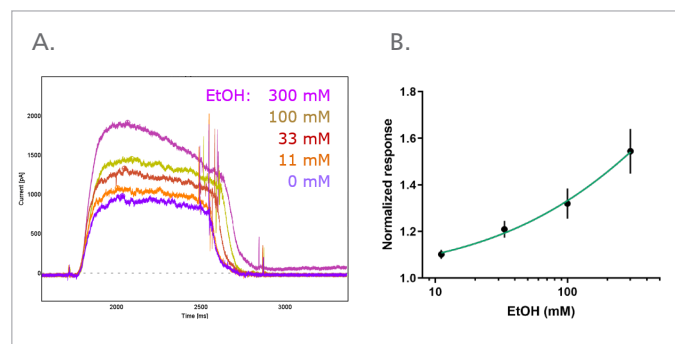 A.
EtOH: 300 mM
100 mM
33 mM
11 mM
0 mM
Current [pA]
2000
1500
1000
500
0
2000
2500
3000
Time [ms]
B.
Normalized response
1.8
1.6
1.4
1.2
1.0
10
100
EtOH (mM)